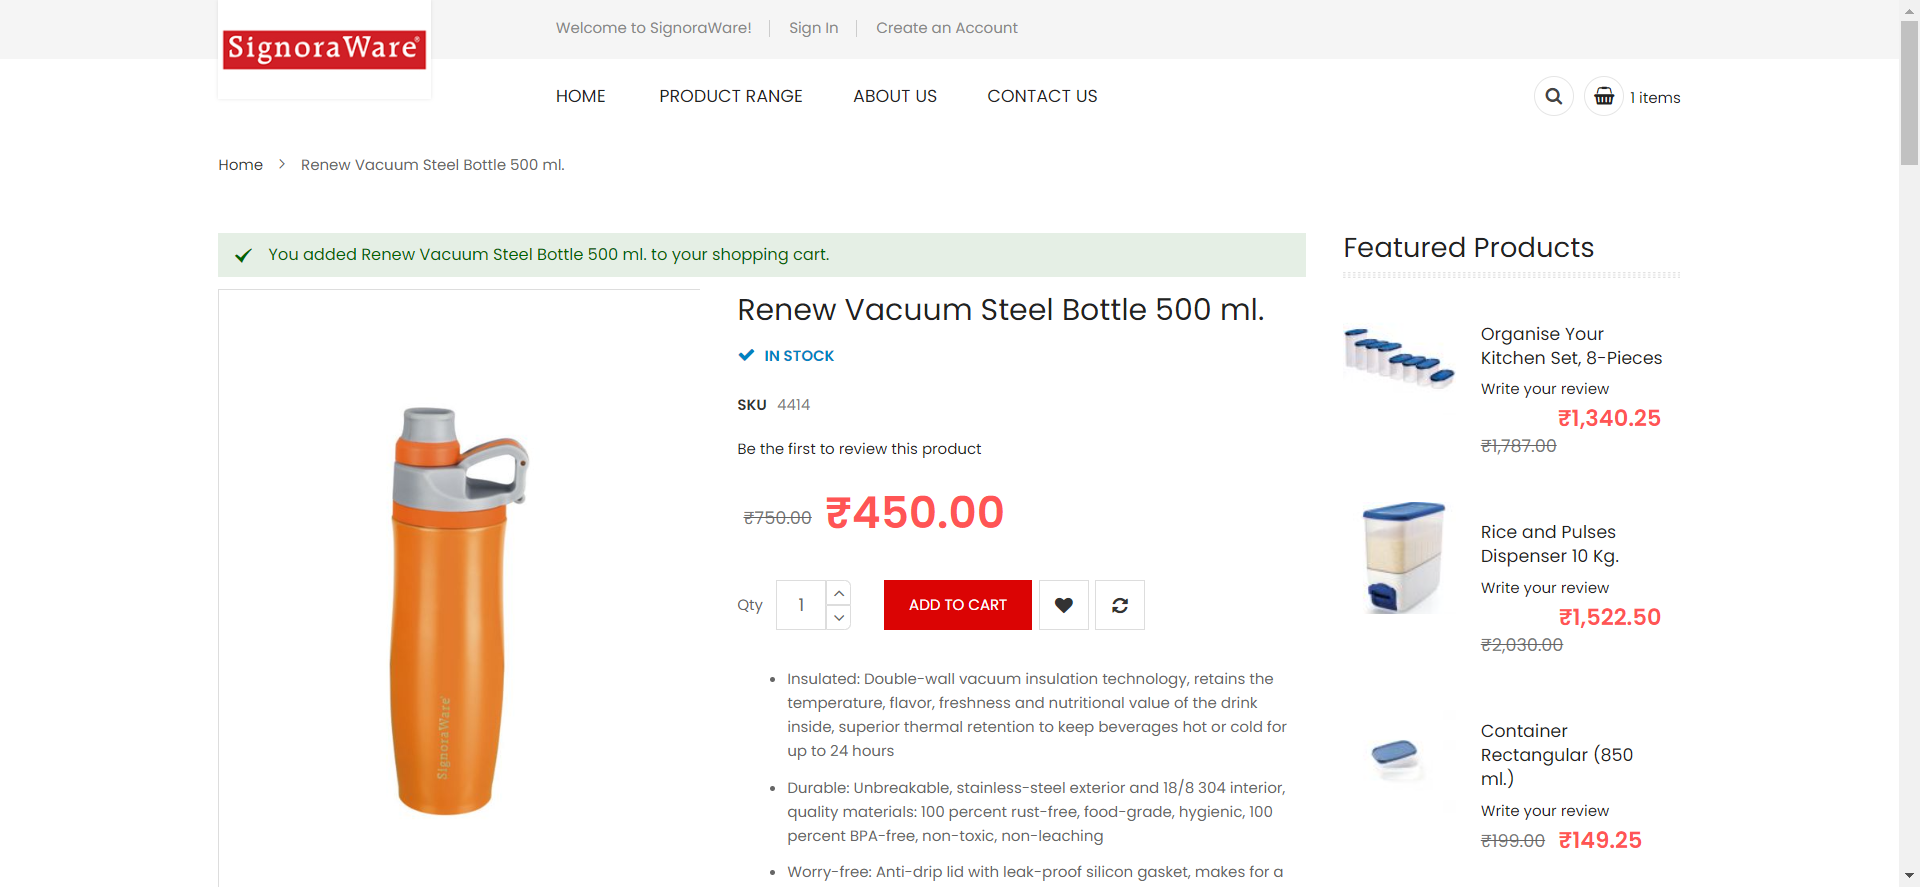 SignoraWare®
Welcome to SignoraWare!
Sign In
Create an Account
HOME
PRODUCT RANGE
ABOUT US
CONTACT US
1 items
Home
Renew Vacuum Steel Bottle 500 ml.
You added Renew Vacuum Steel Bottle 500 ml. to your shopping cart.
SignoraWare
Renew Vacuum Steel Bottle 500 ml.
IN STOCK
SKU 4414
Be the first to review this product
₹750.00 ₹450.00
Qty 1
ADD TO CART
• Insulated: Double-wall vacuum insulation technology, retains the
temperature, flavor, freshness and nutritional value of the drink
inside, superior thermal retention to keep beverages hot or cold for
up to 24 hours
• Durable: Unbreakable, stainless-steel exterior and 18/8 304 interior,
quality materials: 100 percent rust-free, food-grade, hygienic, 100
percent BPA-free, non-toxic, non-leaching
• Worry-free: Anti-drip lid with leak-proof silicon gasket, makes for a
Featured Products
Organise Your
Kitchen Set, 8-Pieces
Write your review
₹1,340.25
₹1,787.00
Rice and Pulses
Dispenser 10 Kg.
Write your review
₹1,522.50
₹2,030.00
Container
Rectangular (850
ml.)
Write your review
₹199.00 ₹149.25